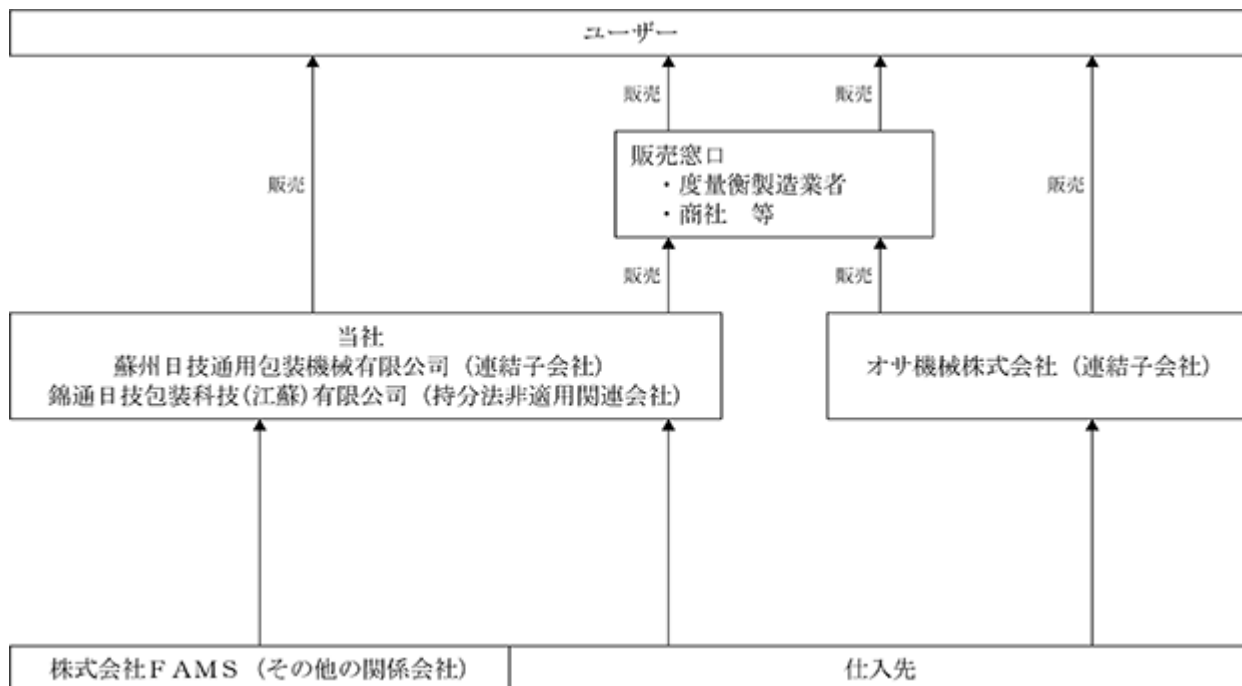 ユーザー
販売
販売
販売窓口
・度量衡製造業者
・商社　等
販売
販売
販売
販売
当社
蘇州日技通用包装機械有限公司（連結子会社）
錦通日技包装科技(江蘇)有限公司（持分法非適用関連会社）
オサ機械株式会社（連結子会社）
株式会社ＦＡＭＳ（その他の関係会社）
仕入先